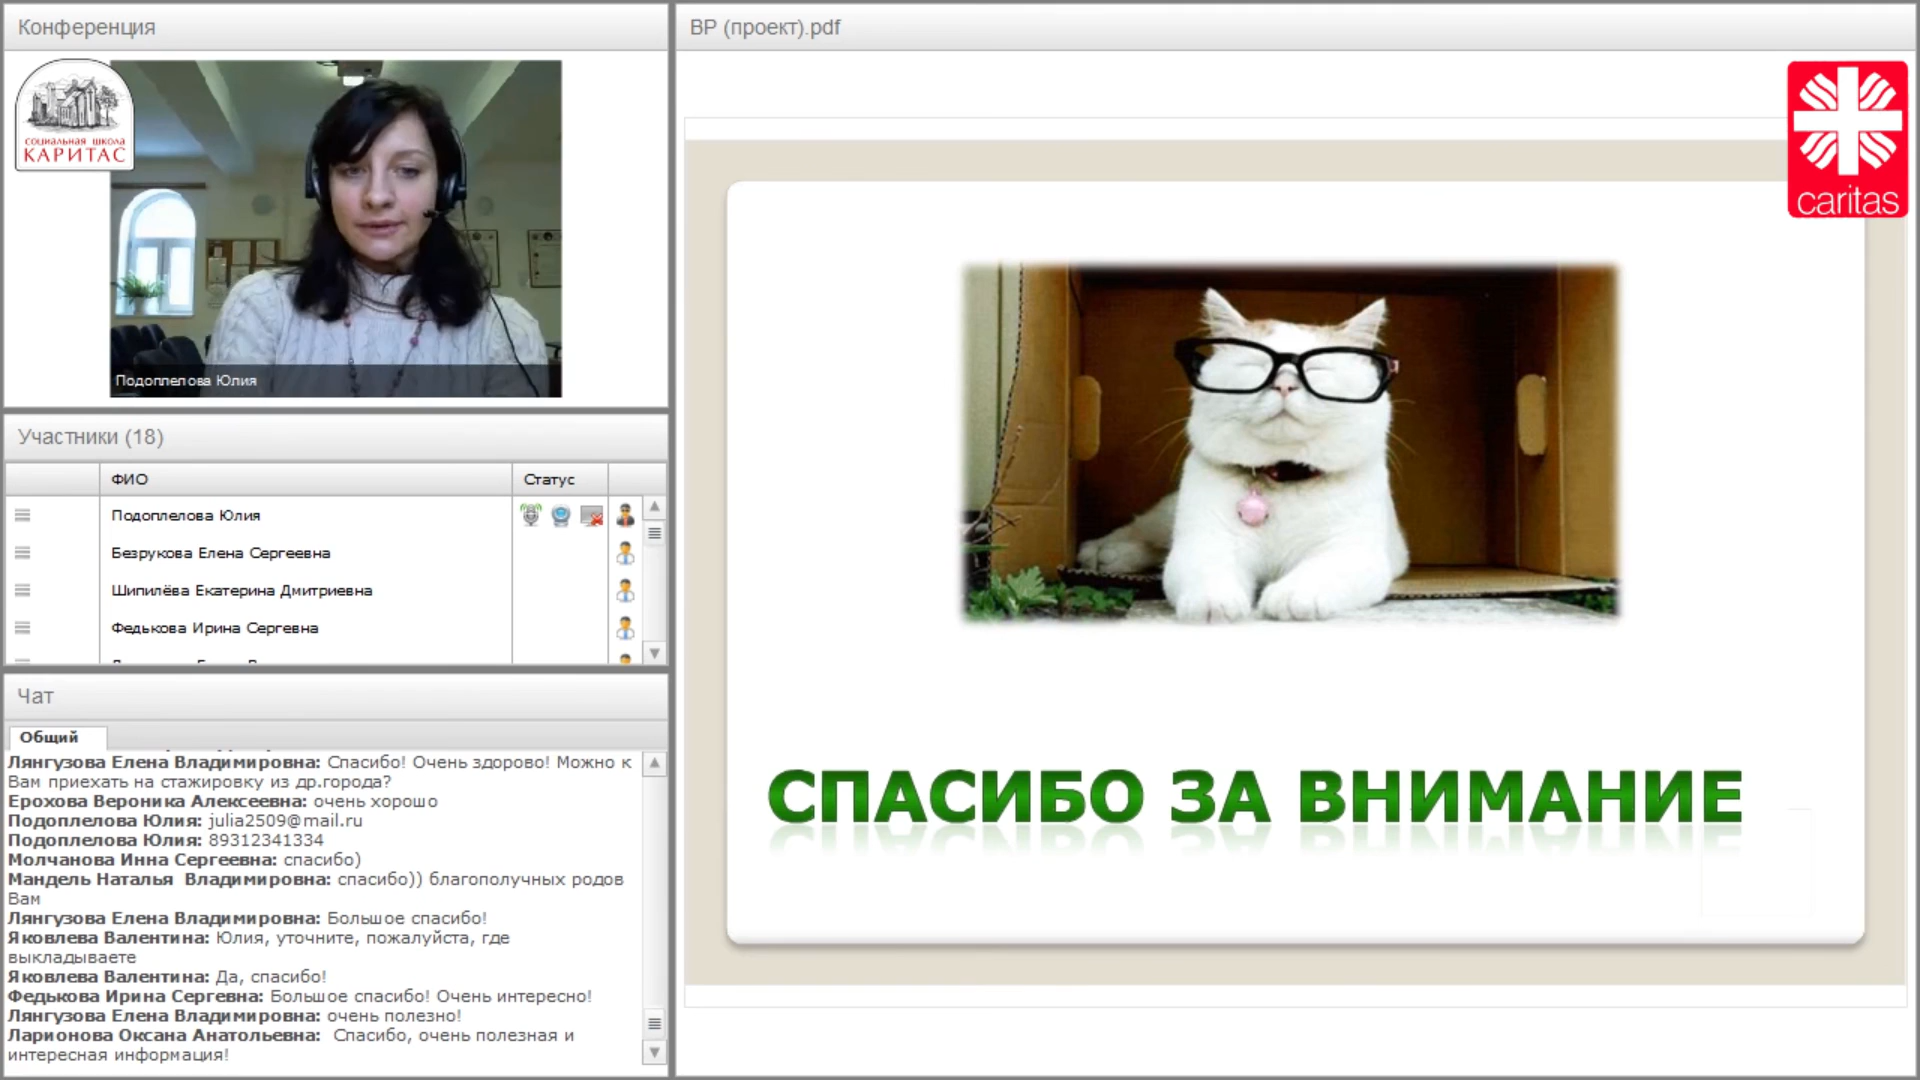 Конференция
социальная школа
КАРИТАС
Подоплелова Юлия
Участники (18)
ФИО
Статус
Подоплелова Юлия
Безрукова Елена Сергеевна
Шипилёва Екатерина Дмитриевна
Федькова Ирина Сергевна
Чат
Общий
Лянгузова Елена Владимировна: Спасибо! Очень здорово! Можно к
Вам приехать на стажировку из др.города?
Ерохова Вероника Алексеевна: очень хорошо
Подоплелова Юлия: julia2509@mail.ru
Подоплелова Юлия: 89312341334
Молчанова Инна Сергеевна: спасибо)
Мандель Наталья  Владимировна: спасибо)) благополучных родов
Вам
Лянгузова Елена Владимировна: Большое спасибо!
Яковлева Валентина: Юлия, уточните, пожалуйста, где
выкладываете
Яковлева Валентина: Да, спасибо!
Федькова Ирина Сергевна: Большое спасибо! Очень интересно!
Лянгузова Елена Владимировна: очень полезно!
Ларионова Оксана Анатольевна:  Спасибо, очень полезная и
интересная информация!
ВР (проект).pdf
caritas
СПАСИБО ЗА ВНИМАНИЕ